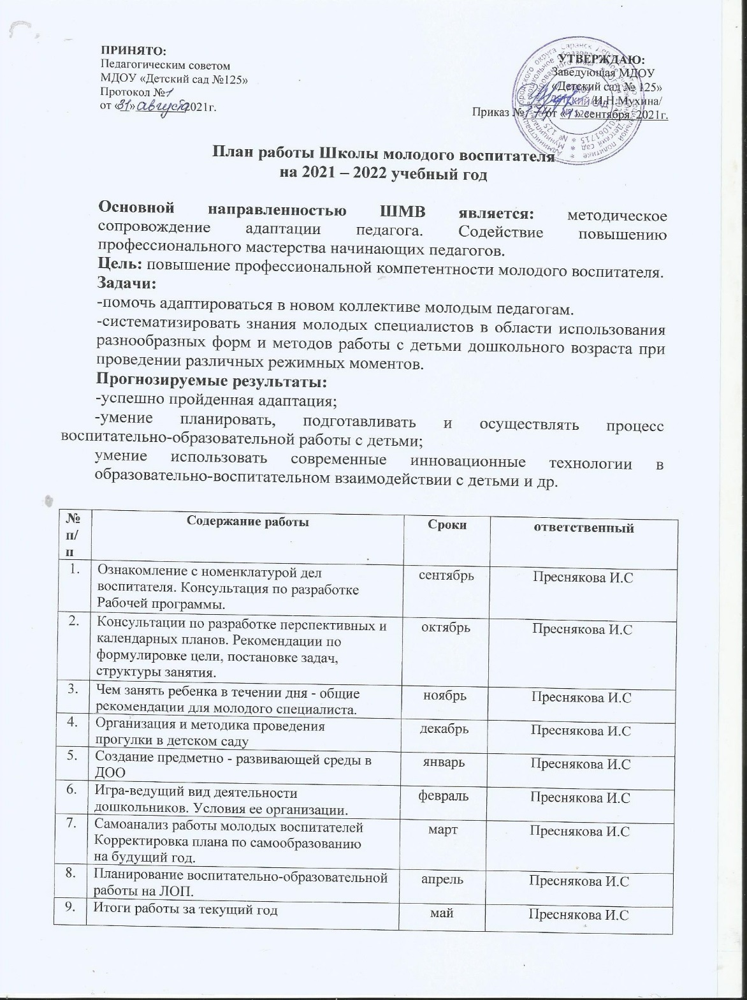 ПРИНЯТО:
Педагогическим советом
МДОУ «Детский сад №125»
Протокол №1
от «31» августа 2021г.
УТВЕРЖДАЮ:
Заведующая МДОУ
«Детский сад № 125»
/И.Н.Мухина/
Приказ № от « » сентября 2021г.
План работы Школы молодого воспитателя
на 2021 – 2022 учебный год
Основной направленностью ШМВ является: методическое
сопровождение адаптации педагога. Содействие повышению
профессионального мастерства начинающих педагогов.
Цель: повышение профессиональной компетентности молодого воспитателя.
Задачи:
-помочь адаптироваться в новом коллективе молодым педагогам.
-систематизировать знания молодых специалистов в области использования
разнообразных форм и методов работы с детьми дошкольного возраста при
проведении различных режимных моментов.
Прогнозируемые результаты:
-успешно пройденная адаптация;
-умение планировать, подготавливать и осуществлять процесс
воспитательно-образовательной работы с детьми;
умение использовать современные инновационные технологии в
образовательно-воспитательном взаимодействии с детьми и др.
№ Содержание работы Сроки ответственный
п/
п
1. Ознакомление с номенклатурой дел сентябрь Преснякова И.С
воспитателя. Консультация по разработке
Рабочей программы.
2. Консультации по разработке перспективных и октябрь Преснякова И.С
календарных планов. Рекомендации по
формулировке цели, постановке задач,
структуры занятия.
3. Чем занять ребенка в течении дня - общие ноябрь Преснякова И.С
рекомендации для молодого специалиста.
4. Организация и методика проведения декабрь Преснякова И.С
прогулки в детском саду
5. Создание предметно - развивающей среды в январь Преснякова И.С
ДОО
6. Игра-ведущий вид деятельности февраль Преснякова И.С
дошкольников. Условия ее организации.
7. Самоанализ работы молодых воспитателей март Преснякова И.С
Корректировка плана по самообразованию
на будущий год.
8. Планирование воспитательно-образовательной апрель Преснякова И.С
работы на ЛОП.
9. Итоги работы за текущий год май Преснякова И.С